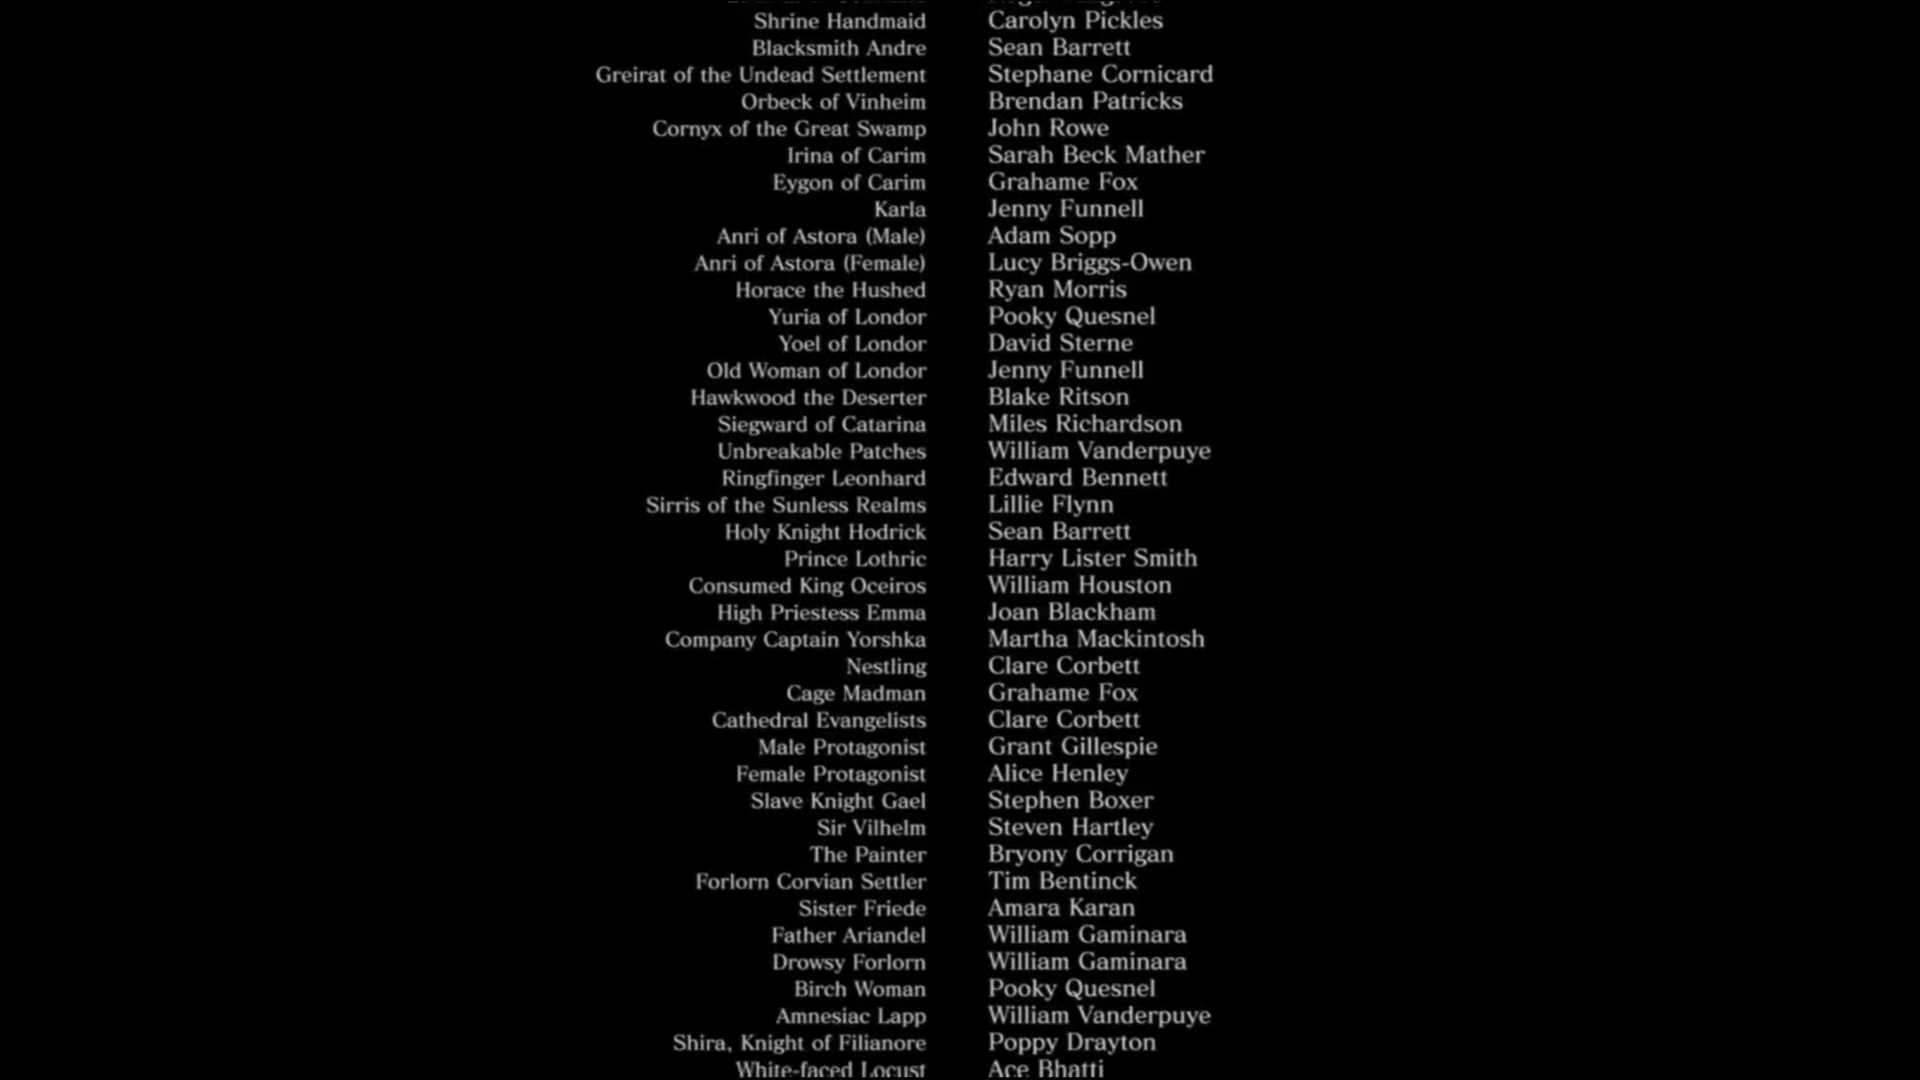 Shrine Handmaid Carolyn Pickles
Blacksmith Andre Sean Barrett
Greirat of the Undead Settlement Stephane Cornicard
Orbeck of Vinheim Brendan Patricks
Cornyx of the Great Swamp John Rowe
Irina of Carim Sarah Beck Mather
Eygon of Carim Grahame Fox
Karla Jenny Funnell
Anri of Astora (Male) Adam Sopp
Anri of Astora (Female) Lucy Briggs-Owen
Horace the Hushed Ryan Morris
Yuria of Londor Pooky Quesnel
Yoel of Londor David Sterne
Old Woman of Londor Jenny Funnell
Hawkwood the Deserter Blake Ritson
Siegward of Catarina Miles Richardson
Unbreakable Patches William Vanderpuye
Ringfinger Leonhard Edward Bennett
Sirris of the Sunless Realms Lillie Flynn
Holy Knight Hodrick Sean Barrett
Prince Lothric Harry Lister Smith
Consumed King Oceiros William Houston
High Priestess Emma Joan Blackham
Company Captain Yorshka Martha Mackintosh
Nestling Clare Corbett
Cage Madman Grahame Fox
Cathedral Evangelists Clare Corbett
Male Protagonist Grant Gillespie
Female Protagonist Alice Henley
Slave Knight Gael Stephen Boxer
Sir Vilhelm Steven Hartley
The Painter Bryony Corrigan
Forlorn Corvian Settler Tim Bentinck
Sister Friede Amara Karan
Father Ariandel William Gaminara
Drowsy Forlorn William Gaminara
Birch Woman Pooky Quesnel
Amnesiac Lapp William Vanderpuye
Shira, Knight of Filianore Poppy Drayton
White-faced Locust Ace Bhatti